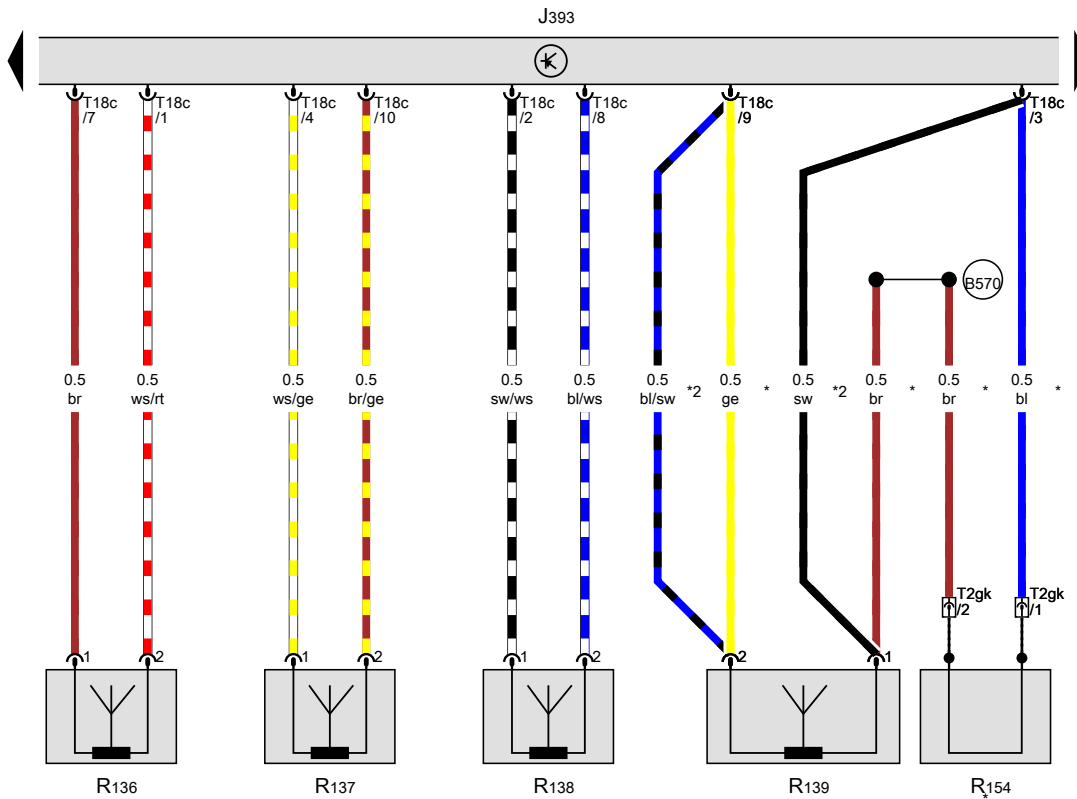 J393
T18c T18c T18c T18c T18c T18c T18c T18c
/7 /1 /4 /10 /2 /8 /9 /3
B570
0.5 0.5 0.5 0.5 0.5 0.5 0.5 0.5 0.5 0.5 0.5 0.5
br ws/rt ws/ge br/ge sw/ws bl/ws bl/sw *2 ge * sw *2 br * br * bl *
T2gk T2gk
/2 /1
1 2 1 2 1 2 2 1
R136 R137 R138 R139 R154
*